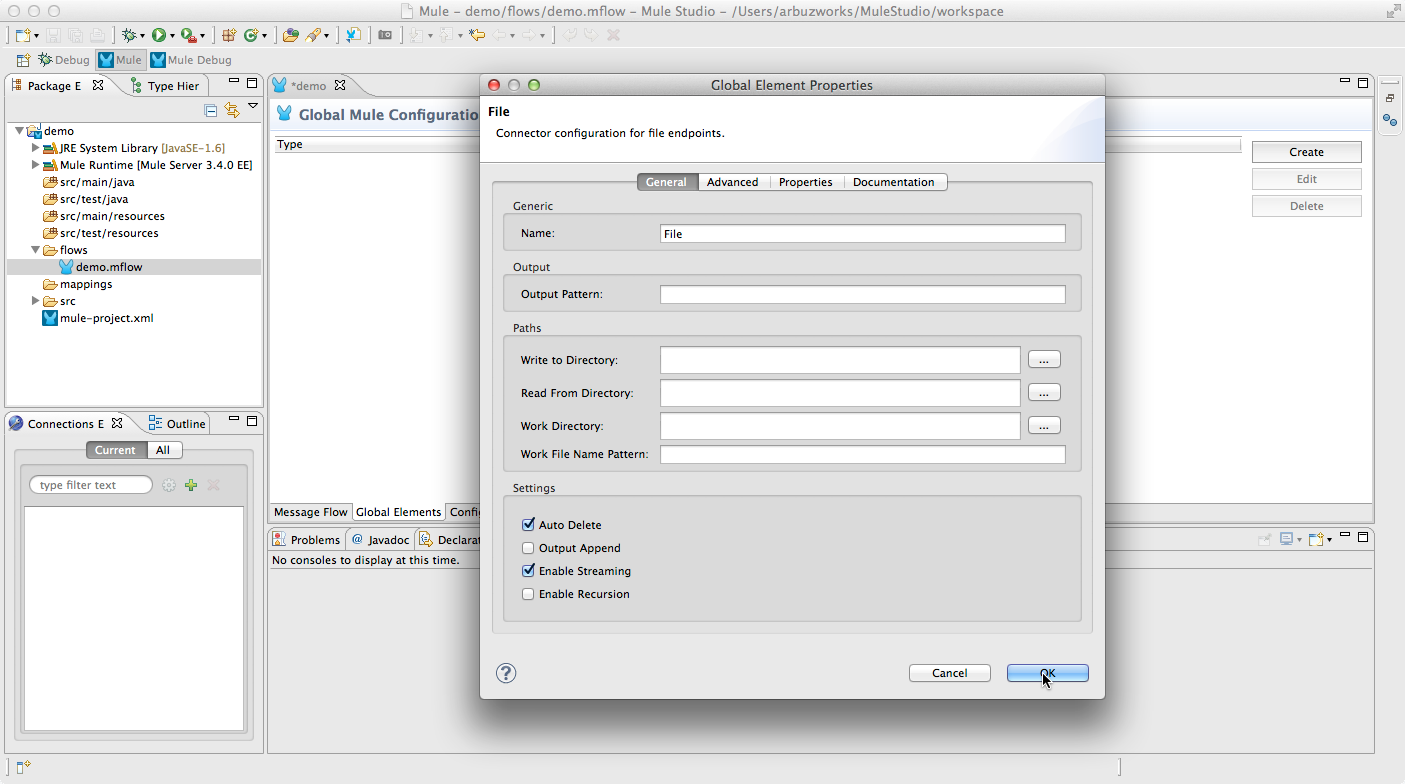 Mule – demo/flows/demo.mflow – Mule Studio – /Users/arbuzworks/MuleStudio/workspace
Debug Mule Mule Debug
Package E Type Hier
demo
JRE System Library [JavaSE-1.6]
Mule Runtime [Mule Server 3.4.0 EE]
src/main/java
src/test/java
src/main/resources
src/test/resources
flows
demo.mflow
mappings
src
mule-project.xml
Connections E Outline
Current All
type filter text
*demo
Global Mule Configuratio
Type
Create
Edit
Delete
Message Flow Global Elements Confi
Problems @ Javadoc Declarat
No consoles to display at this time.
Global Element Properties
File
Connector configuration for file endpoints.
General Advanced Properties Documentation
Generic
Name: File
Output
Output Pattern:
Paths
Write to Directory: ...
Read From Directory: ...
Work Directory: ...
Work File Name Pattern:
Settings
Auto Delete
Output Append
Enable Streaming
Enable Recursion
? Cancel OK